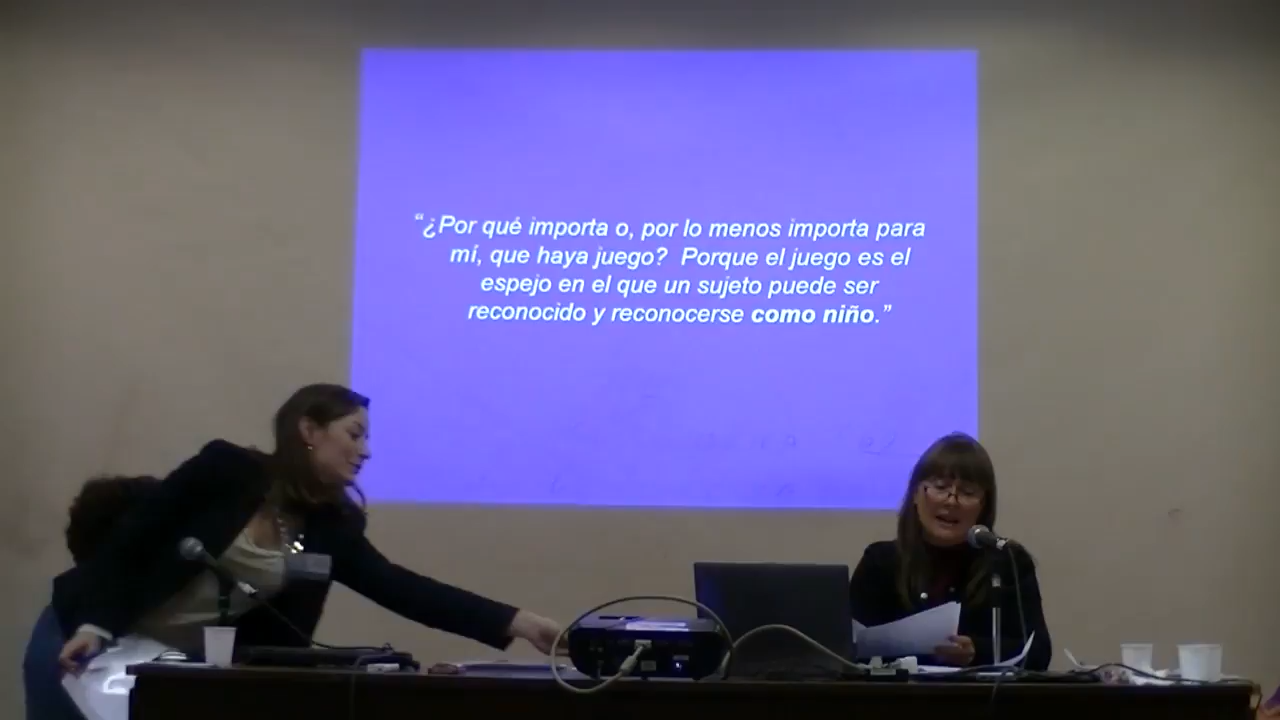 “¿Por qué importa o, por lo menos importa para
mí, que haya juego?  Porque el juego es el
espejo en el que un sujeto puede ser
reconocido y reconocerse como niño.”